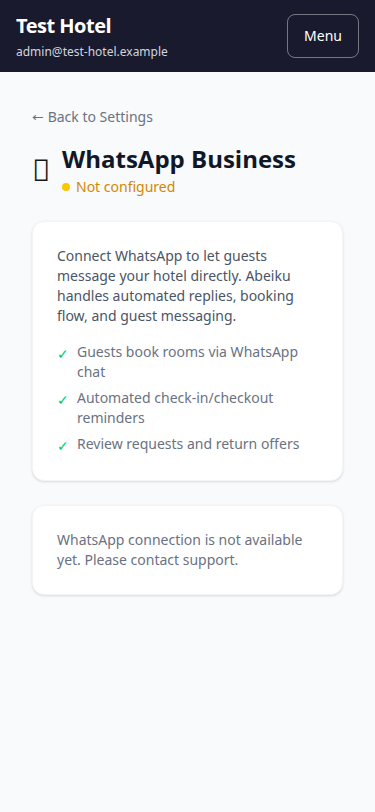 Test Hotel
admin@test-hotel.example
Menu
← Back to Settings
WhatsApp Business
Not configured
Connect WhatsApp to let guests
message your hotel directly. Abeiku
handles automated replies, booking
flow, and guest messaging.
✓ Guests book rooms via WhatsApp
chat
✓ Automated check-in/checkout
reminders
✓ Review requests and return offers
WhatsApp connection is not available
yet. Please contact support.